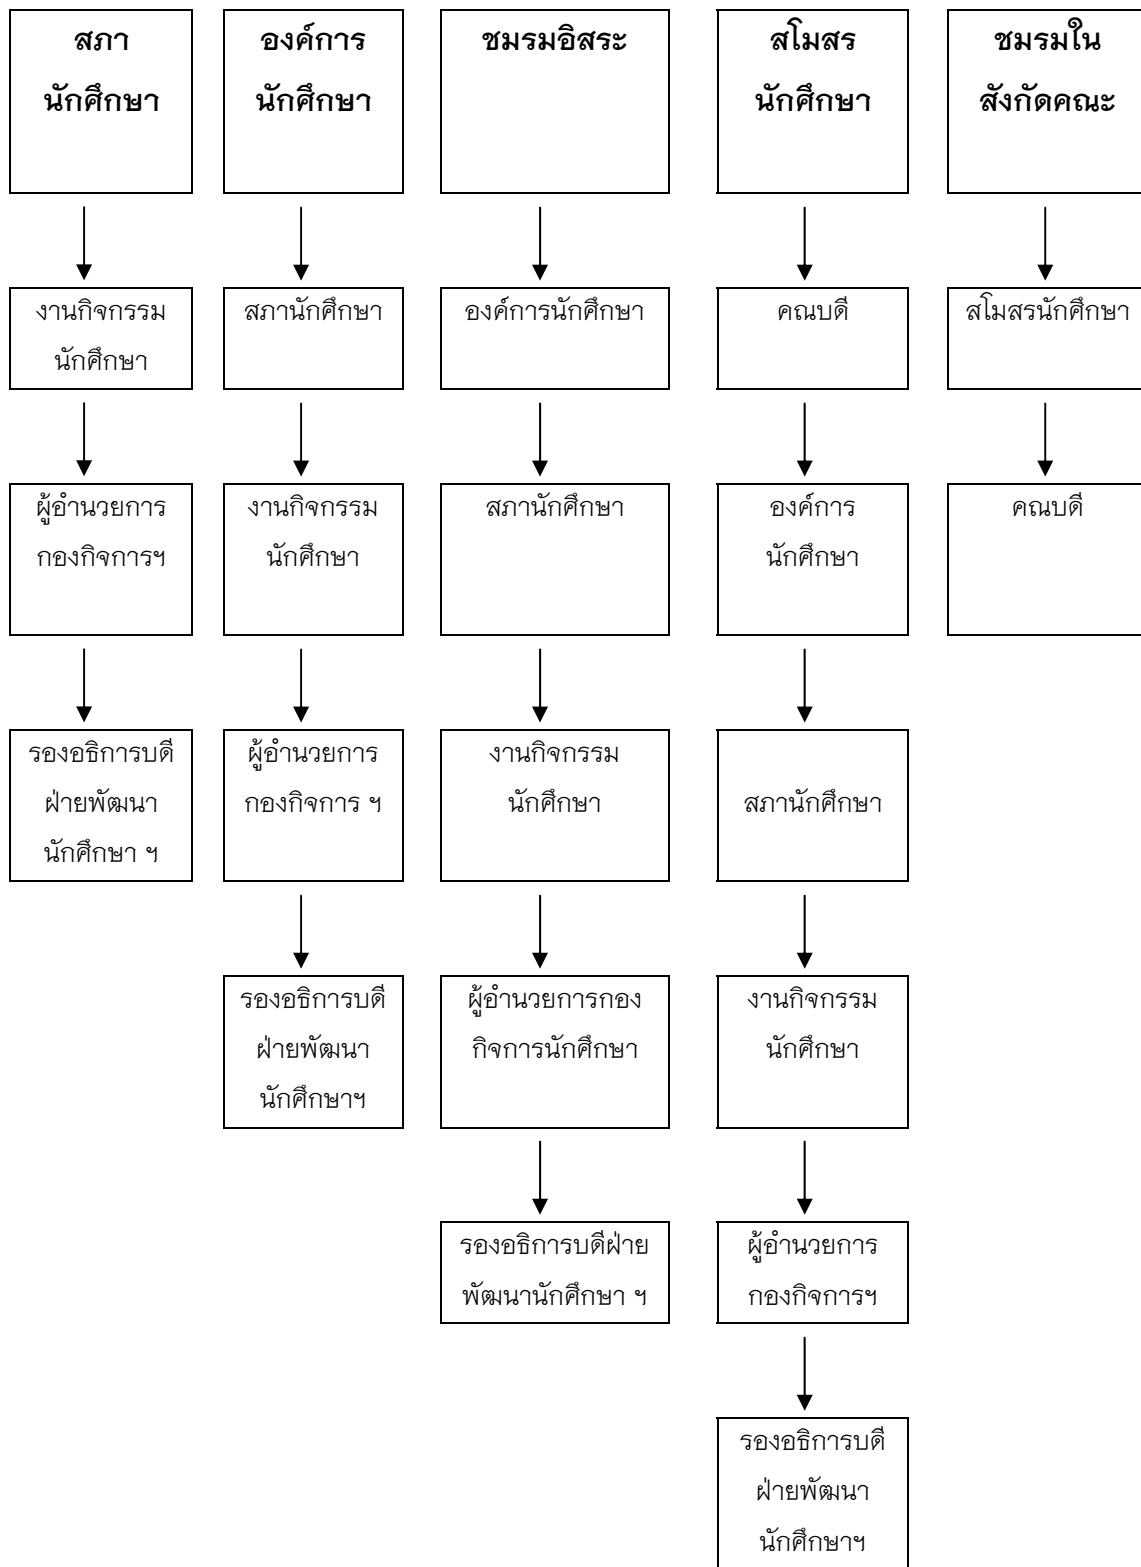 สภา
นักศึกษา
องค์การ
นักศึกษา
ชมรมอิสระ
สโมสร
นักศึกษา
ชมรมใน
สังกัดคณะ
งานกิจกรรม
นักศึกษา
สภานักศึกษา
องค์การนักศึกษา
คณบดี
สโมสรนักศึกษา
ผู้อำนวยการ
กองกิจการฯ
งานกิจกรรม
นักศึกษา
สภานักศึกษา
องค์การ
นักศึกษา
คณบดี
รองอธิการบดี
ฝ่ายพัฒนา
นักศึกษา ฯ
ผู้อำนวยการ
กองกิจการ ฯ
งานกิจกรรม
นักศึกษา
สภานักศึกษา
รองอธิการบดี
ฝ่ายพัฒนา
นักศึกษาฯ
ผู้อำนวยการกอง
กิจการนักศึกษา
งานกิจกรรม
นักศึกษา
รองอธิการบดีฝ่าย
พัฒนานักศึกษา ฯ
ผู้อำนวยการ
กองกิจการฯ
รองอธิการบดี
ฝ่ายพัฒนา
นักศึกษาฯ